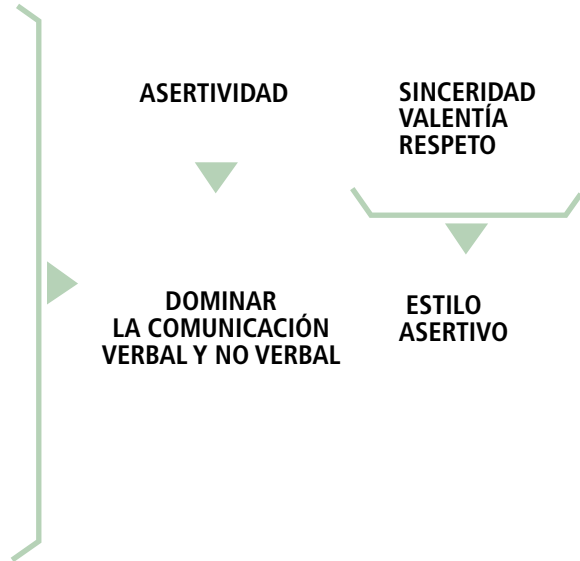 ASERTIVIDAD
SINCERIDAD
VALENTÍA
RESPETO
DOMINAR
LA COMUNICACIÓN
VERBAL Y NO VERBAL
ESTILO
ASERTIVO